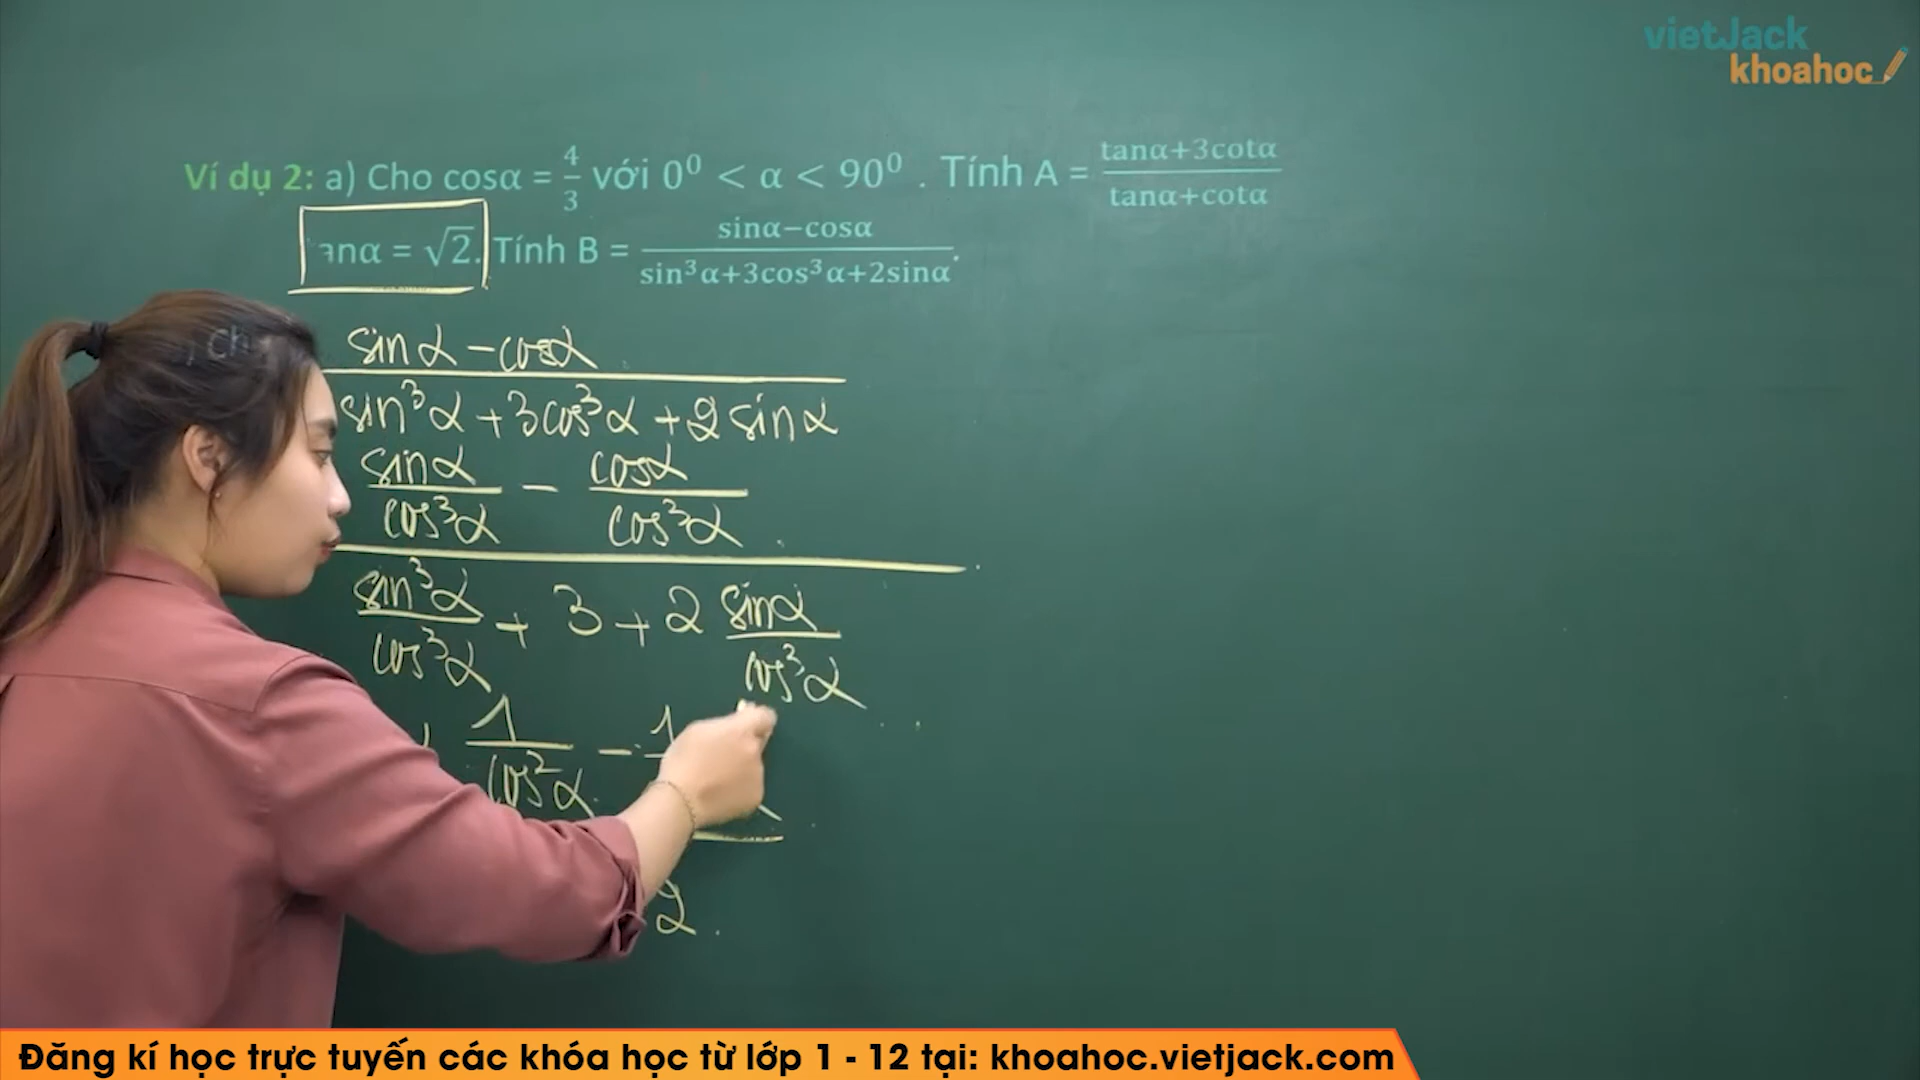 vietJack
khoahoc
Ví dụ 2: a) Cho cosα = 4/3 với 0⁰ < α < 90⁰ . Tính A = (tanα+3cotα)/(tanα+cotα)
anα = √2. Tính B = (sinα−cosα)/(sin³α+3cos³α+2sinα).
sinα − cosα
sin³α + 3cos³α + 2sinα
sinα/cos³α − cosα/cos³α
sin³α/cos³α + 3 + 2 sinα/cos³α
1/cos²α − 1
2
Đăng kí học trực tuyến các khóa học từ lớp 1 - 12 tại: khoahoc.vietjack.com